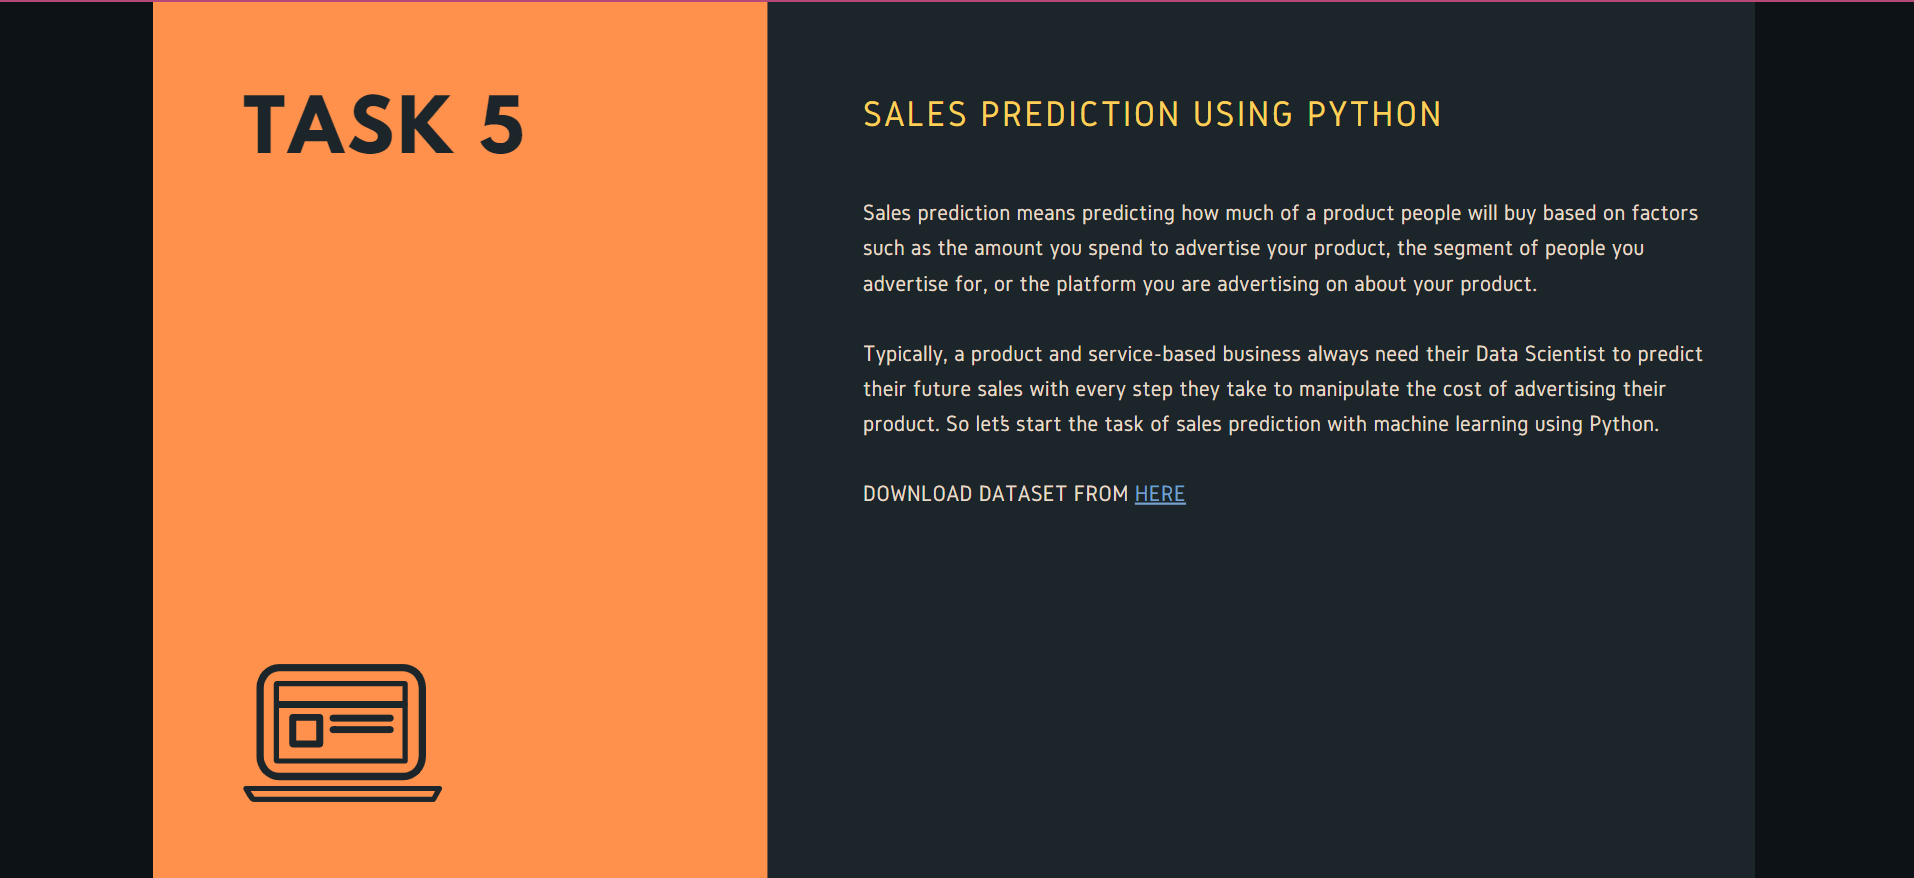 TASK 5
SALES PREDICTION USING PYTHON
Sales prediction means predicting how much of a product people will buy based on factors
such as the amount you spend to advertise your product, the segment of people you
advertise for, or the platform you are advertising on about your product.
Typically, a product and service-based business always need their Data Scientist to predict
their future sales with every step they take to manipulate the cost of advertising their
product. So let's start the task of sales prediction with machine learning using Python.
DOWNLOAD DATASET FROM HERE